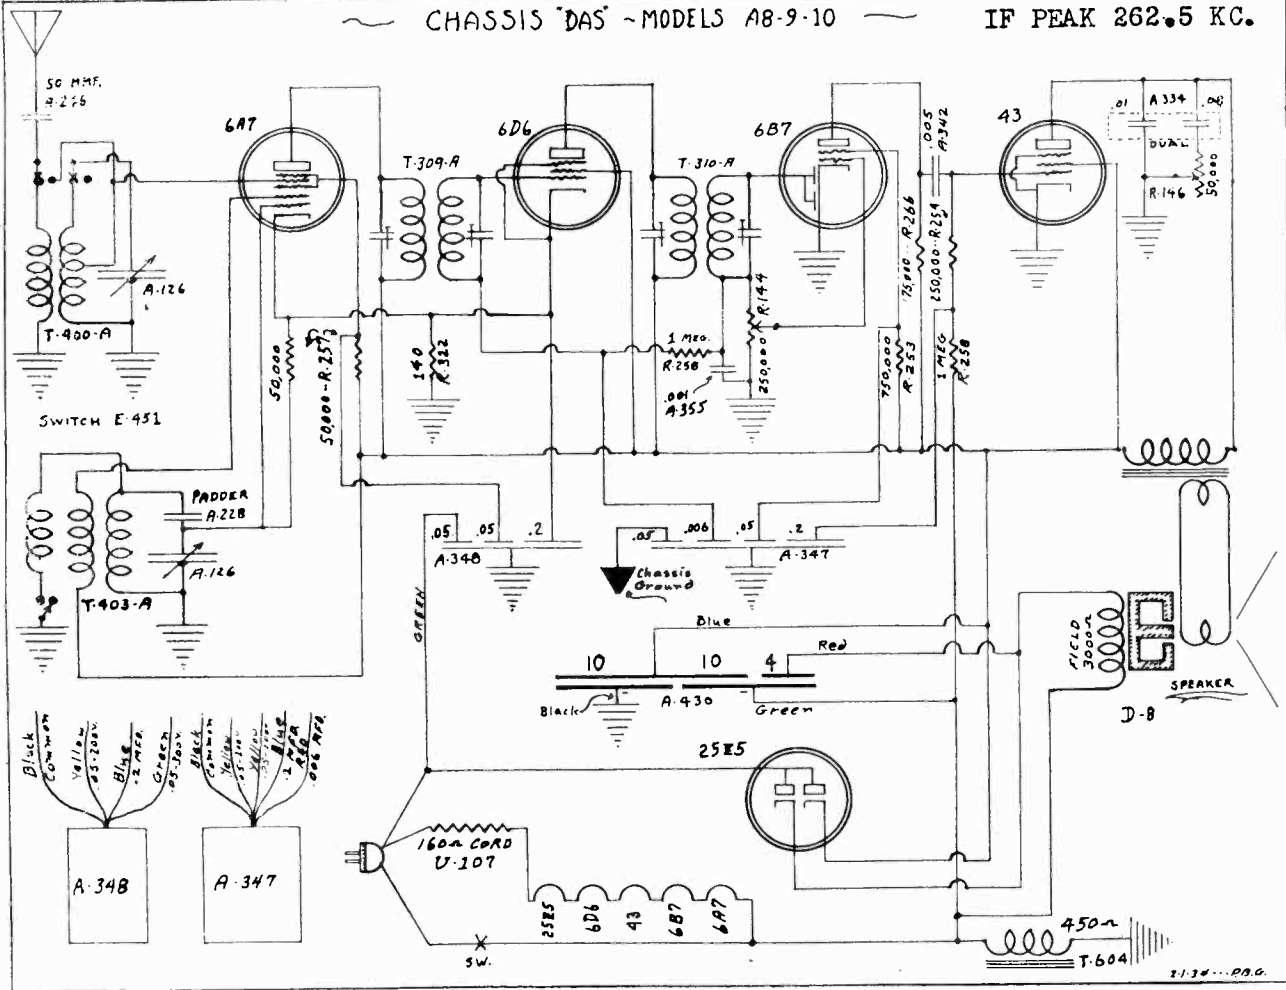 CHASSIS "DAS" ~ MODELS A8-9-10
IF PEAK 262.5 KC.
50 MMF.
6A7
6D6
6B7
43
.01
A334
DUAL
50,000
R.146
.005
A.342
T.309-A
T.310-A
75,000--R.266
250,000--R.254
A.126
T-400-A
50,000
50,000--R.257
140
R.322
1 MEG.
R.258
.001
A.355
250,000
R.144
750,000
R.253
1 MEG
R.258
SWITCH E-451
PADDER
A.228
A.126
T.403-A
.05
.05
.2
A.348
.05
.006
.05
.2
A.347
Chassis
Ground
GREEN
Blue
Red
10
10
4
Black
A.430
Green
FIELD
3000Ω
SPEAKER
D-8
Black
Common
Yellow
.05-200V.
Blue
.2 MFD.
Green
.05-300V.
Black
Common
Yellow
.05-200V
Yellow
Blue
.2 MFD
RED
.006 MFD.
A.348
A.347
25Z5
160Ω CORD
U-107
25Z5
6D6
43
6B7
6A7
SW.
450Ω
T.604
P.B.G.